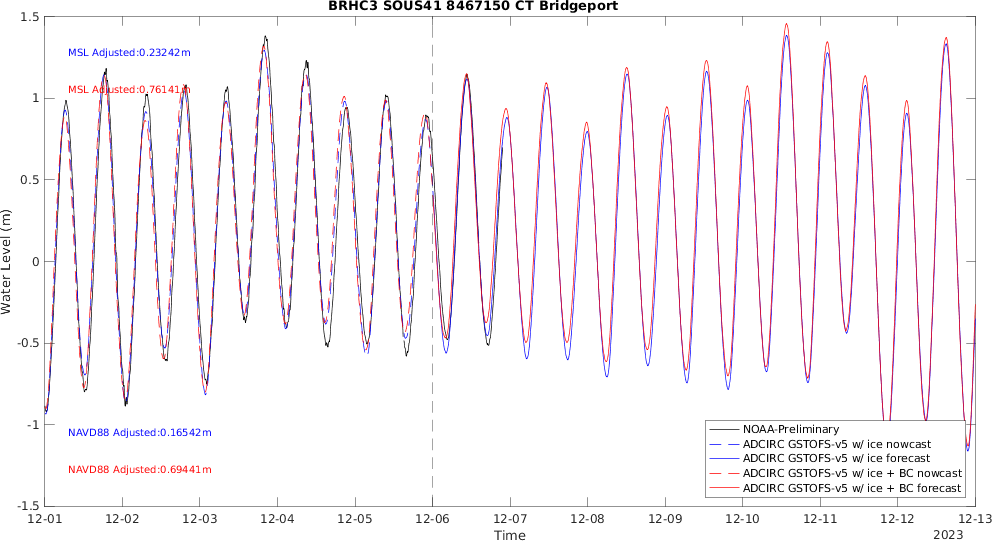 BRHC3 SOUS41 8467150 CT Bridgeport
1.5
MSL Adjusted:0.23242m
MSL Adjusted:0.76141m
1
0.5
0
-0.5
-1
-1.5
Water Level (m)
NAVD88 Adjusted:0.16542m
NAVD88 Adjusted:0.69441m
NOAA-Preliminary
ADCIRC GSTOFS-v5 w/ ice nowcast
ADCIRC GSTOFS-v5 w/ ice forecast
ADCIRC GSTOFS-v5 w/ ice + BC nowcast
ADCIRC GSTOFS-v5 w/ ice + BC forecast
12-01 12-02 12-03 12-04 12-05 12-06 12-07 12-08 12-09 12-10 12-11 12-12 12-13
Time
2023